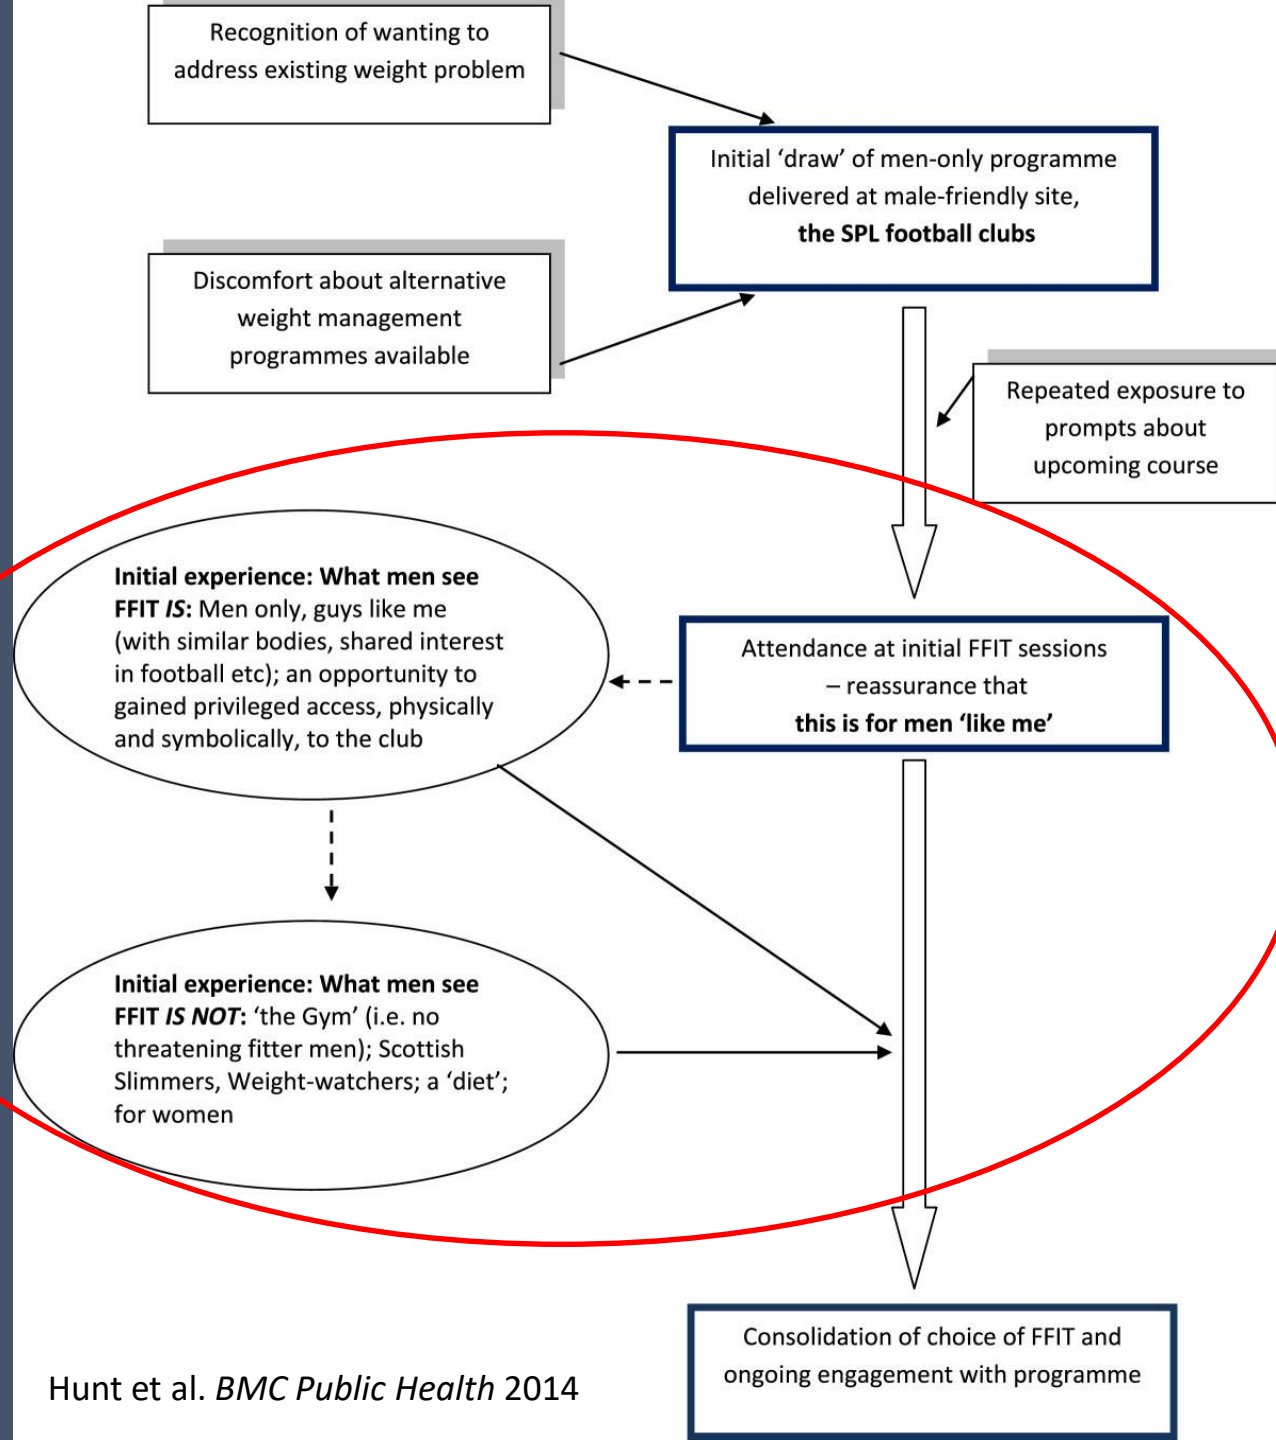 Recognition of wanting to
address existing weight problem
Initial ‘draw’ of men-only programme
delivered at male-friendly site,
the SPL football clubs
Discomfort about alternative
weight management
programmes available
Repeated exposure to
prompts about
upcoming course
Initial experience: What men see
FFIT IS: Men only, guys like me
(with similar bodies, shared interest
in football etc); an opportunity to
gained privileged access, physically
and symbolically, to the club
Attendance at initial FFIT sessions
– reassurance that
this is for men ‘like me’
Initial experience: What men see
FFIT IS NOT: ‘the Gym’ (i.e. no
threatening fitter men); Scottish
Slimmers, Weight-watchers; a ‘diet’;
for women
Consolidation of choice of FFIT and
ongoing engagement with programme
Hunt et al. BMC Public Health 2014